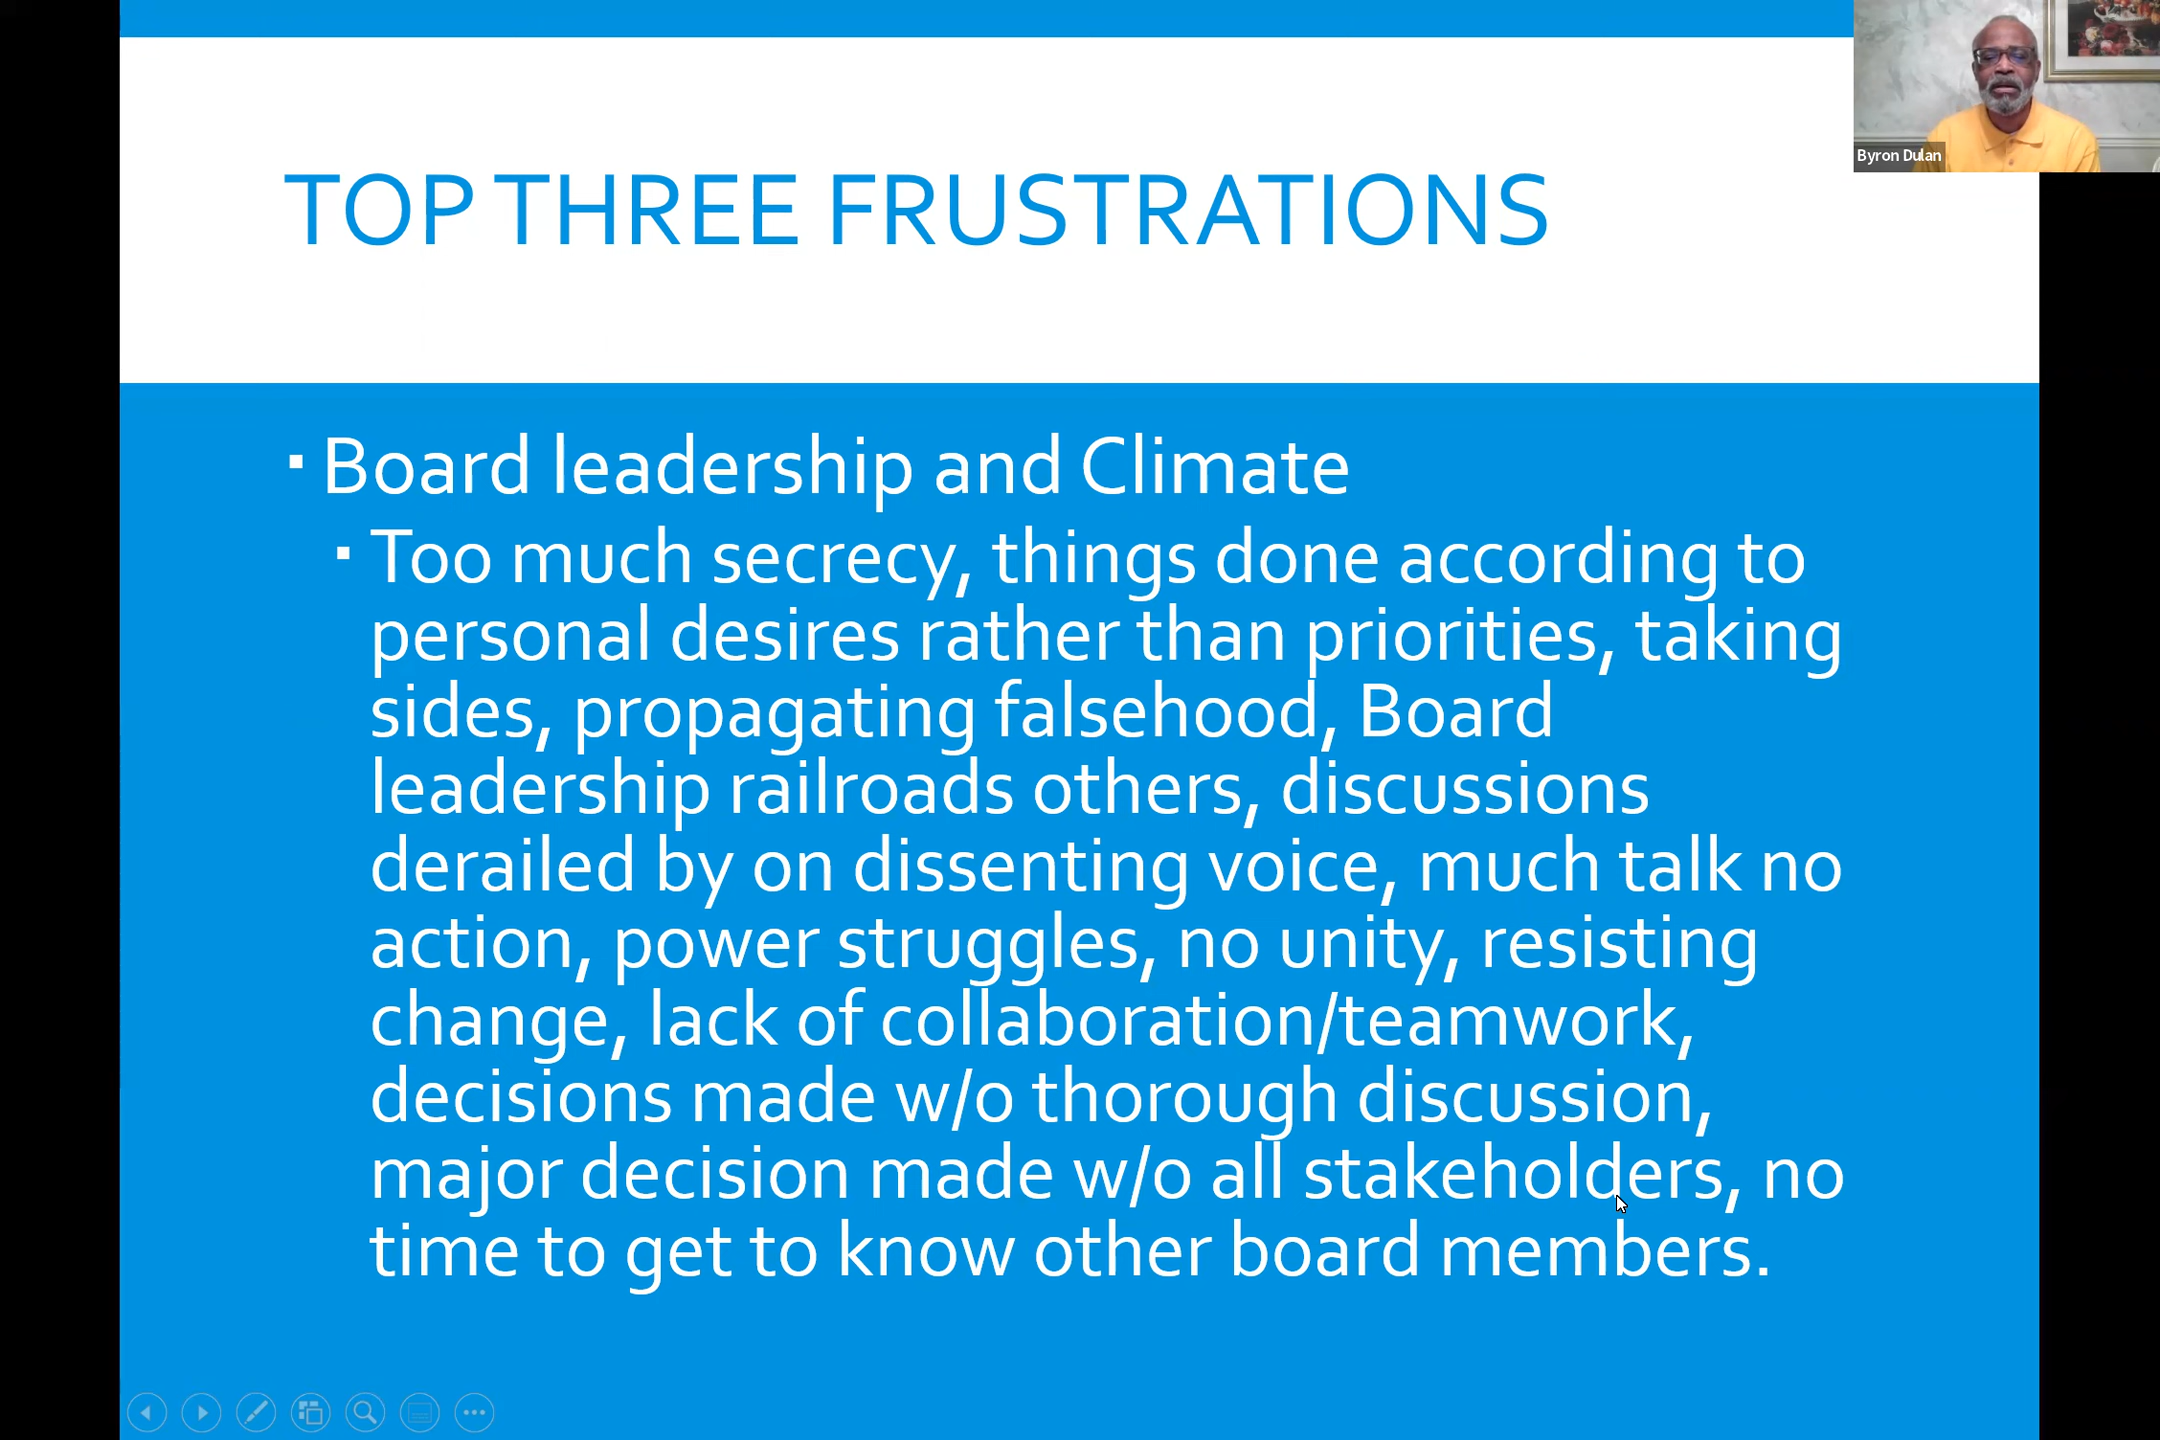 TOP THREE FRUSTRATIONS
Byron Dulan
▪ Board leadership and Climate
▪ Too much secrecy, things done according to
personal desires rather than priorities, taking
sides, propagating falsehood, Board
leadership railroads others, discussions
derailed by on dissenting voice, much talk no
action, power struggles, no unity, resisting
change, lack of collaboration/teamwork,
decisions made w/o thorough discussion,
major decision made w/o all stakeholders, no
time to get to know other board members.